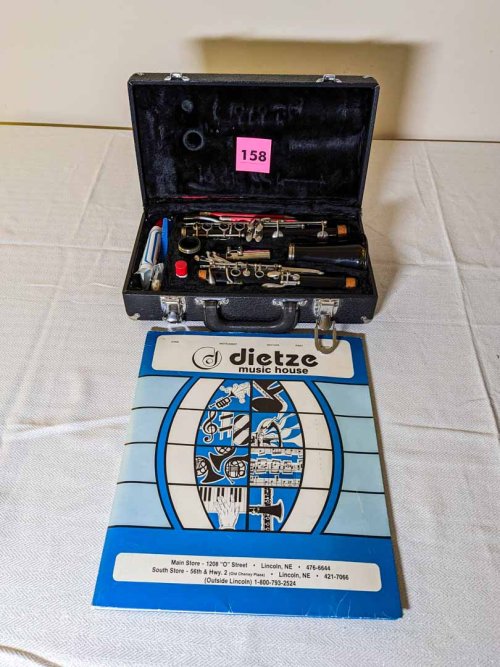 158
dietze
music house
Main Store - 1208 "O" Street • Lincoln, NE • 476-6644
South Store - 56th & Hwy. 2 (Old Cheney Plaza) • Lincoln, NE • 421-7066
(Outside Lincoln) 1-800-793-2524